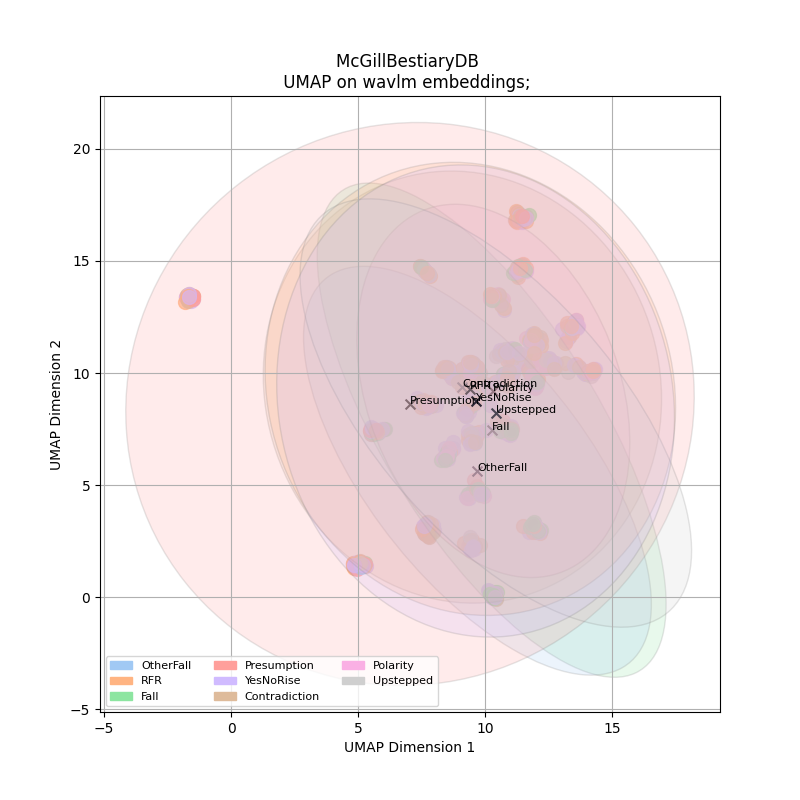 McGillBestiaryDB
UMAP on wavlm embeddings;
UMAP Dimension 2
20
15
10
5
0
−5
Contradiction
RFR
Polarity
YesNoRise
Presumption
Upstepped
Fall
OtherFall
OtherFall
RFR
Fall
Presumption
YesNoRise
Contradiction
Polarity
Upstepped
−5
0
5
10
15
UMAP Dimension 1